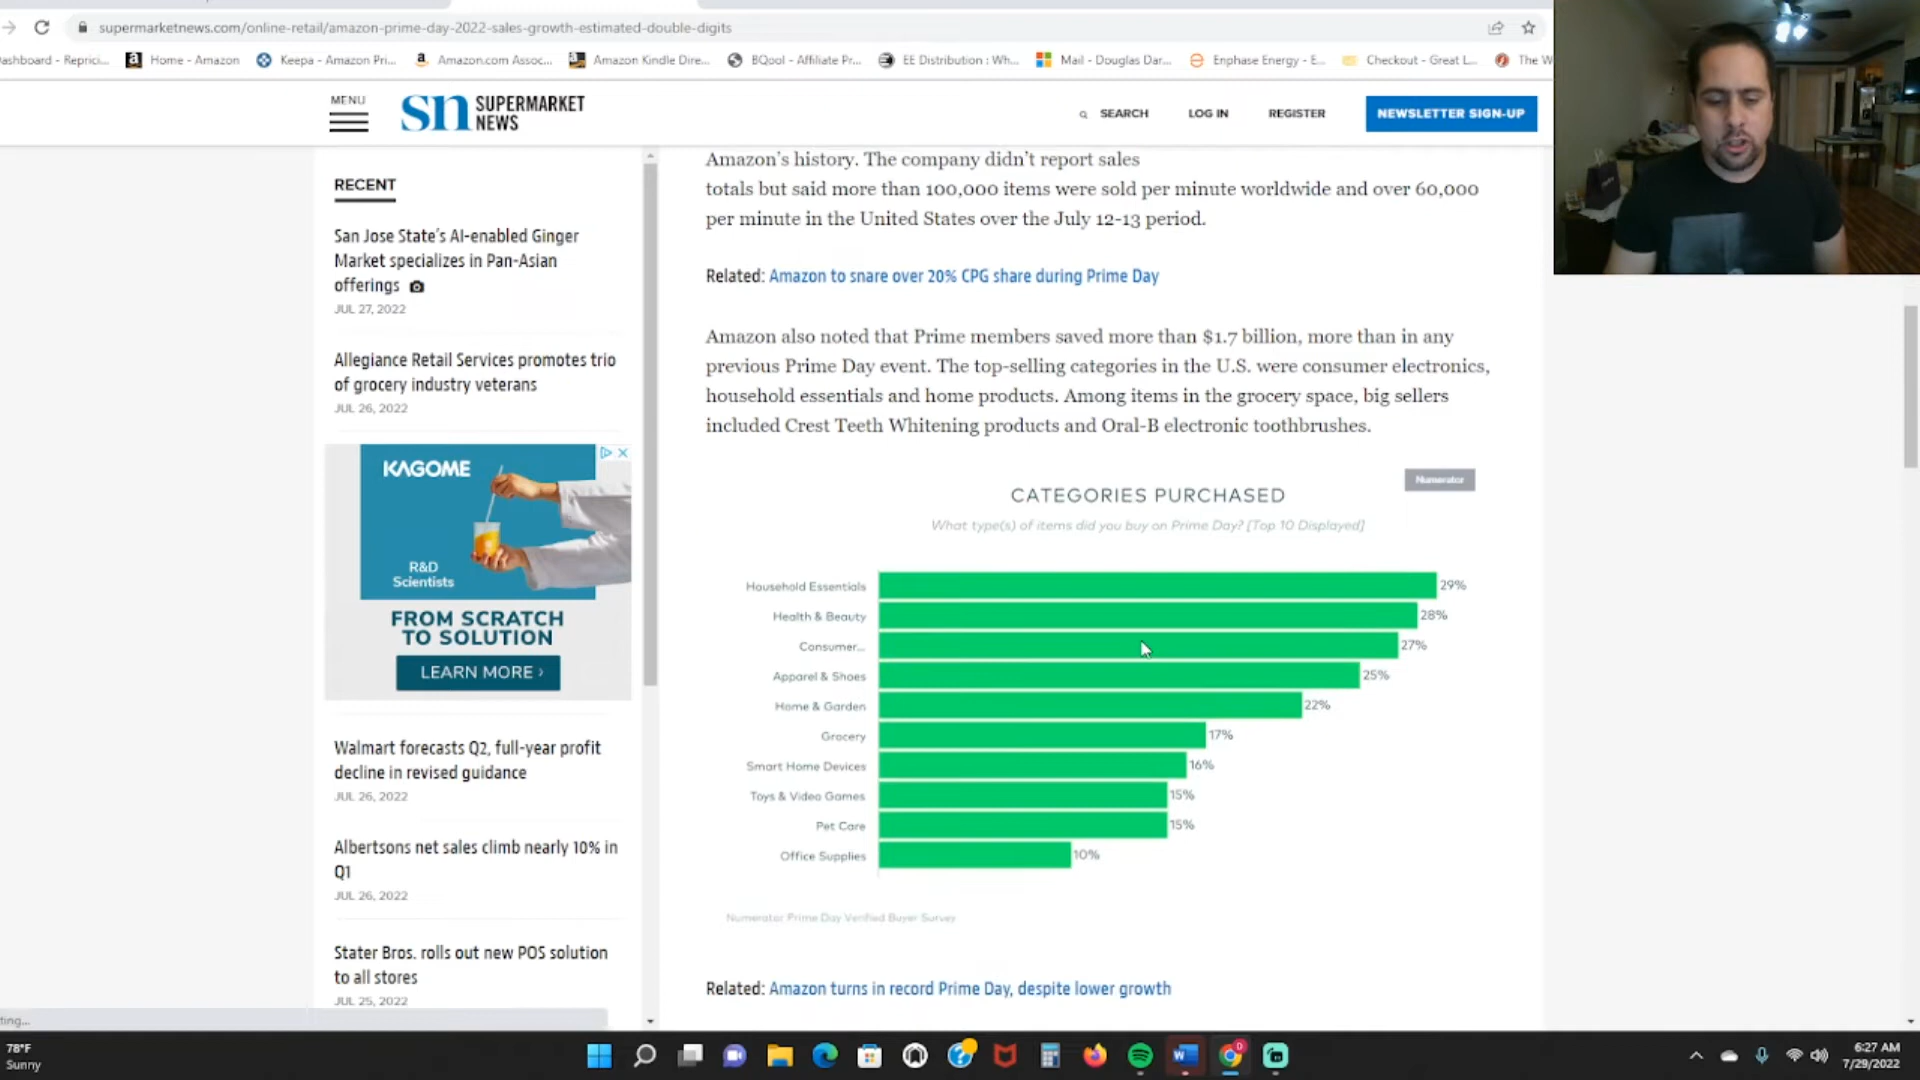 supermarketnews.com/online-retail/amazon-prime-day-2022-sales-growth-estimated-double-digits
ashboard - Reprici... Home - Amazon Keepa - Amazon Pri... Amazon.com Assoc... Amazon Kindle Dire... BQool - Affiliate Pr... EE Distribution : Wh... Mail - Douglas Dar... Enphase Energy - E... Checkout - Great L... The W
MENU
sn SUPERMARKET
NEWS
SEARCH LOG IN REGISTER NEWSLETTER SIGN-UP
RECENT
San Jose State's AI-enabled Ginger
Market specializes in Pan-Asian
offerings
JUL 27, 2022
Allegiance Retail Services promotes trio
of grocery industry veterans
JUL 26, 2022
KAGOME
R&D
Scientists
FROM SCRATCH
TO SOLUTION
LEARN MORE ›
Walmart forecasts Q2, full-year profit
decline in revised guidance
JUL 26, 2022
Albertsons net sales climb nearly 10% in
Q1
JUL 26, 2022
Stater Bros. rolls out new POS solution
to all stores
JUL 25, 2022
Amazon's history. The company didn't report sales
totals but said more than 100,000 items were sold per minute worldwide and over 60,000
per minute in the United States over the July 12-13 period.
Related: Amazon to snare over 20% CPG share during Prime Day
Amazon also noted that Prime members saved more than $1.7 billion, more than in any
previous Prime Day event. The top-selling categories in the U.S. were consumer electronics,
household essentials and home products. Among items in the grocery space, big sellers
included Crest Teeth Whitening products and Oral-B electronic toothbrushes.
Numerator
CATEGORIES PURCHASED
What type(s) of items did you buy on Prime Day? [Top 10 Displayed]
Household Essentials 29%
Health & Beauty 28%
Consumer... 27%
Apparel & Shoes 25%
Home & Garden 22%
Grocery 17%
Smart Home Devices 16%
Toys & Video Games 15%
Pet Care 15%
Office Supplies 10%
Numerator Prime Day Verified Buyer Survey
Related: Amazon turns in record Prime Day, despite lower growth
ting...
78°F
Sunny
6:27 AM
7/29/2022